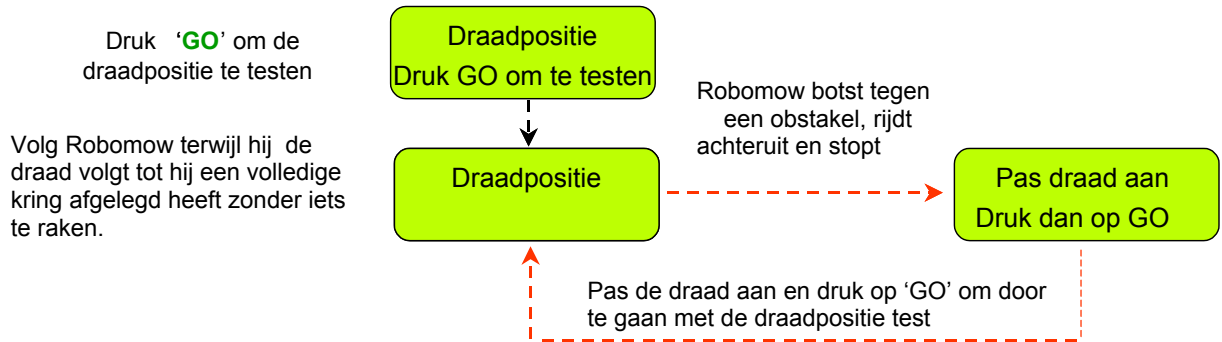 Druk ‘GO’ om de
draadpositie te testen
Draadpositie
Druk GO om te testen
Volg Robomow terwijl hij de
draad volgt tot hij een volledige
kring afgelegd heeft zonder iets
te raken.
Draadpositie
Robomow botst tegen
een obstakel, rijdt
achteruit en stopt
Pas draad aan
Druk dan op GO
Pas de draad aan en druk op ‘GO’ om door
te gaan met de draadpositie test